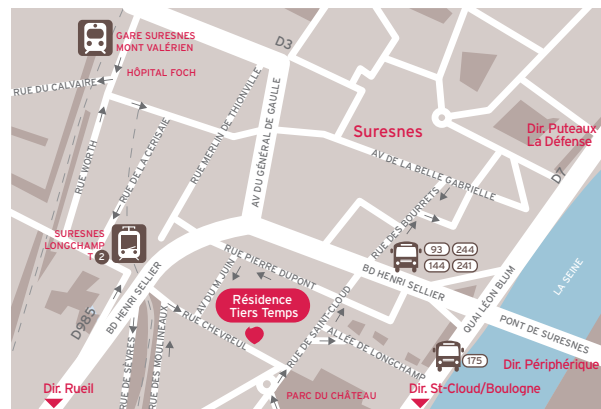 GARE SURESNES
MONT VALÉRIEN
D3
HÔPITAL FOCH
RUE DU CALVAIRE
RUE WORTH
RUE DE LA CERISAIE
RUE MERLIN DE THIONVILLE
AV DU GÉNÉRAL DE GAULLE
Suresnes
Dir. Puteaux
La Défense
AV DE LA BELLE GABRIELLE
D7
SURESNES
LONGCHAMP
T 2
RUE DES BOURRETS
93 244
144 241
LA SEINE
RUE PIERRE DUPONT
BD HENRI SELLIER
AV DU M. JUIN
Résidence
Tiers Temps
D985
BD HENRI SELLIER
RUE CHEVREUL
RUE DE SAINT-CLOUD
ALLÉE DE LONGCHAMP
QUAI LÉON BLUM
PONT DE SURESNES
175
Dir. Périphérique
RUE DE SÈVRES
RUE DES MOULINEAUX
Dir. Rueil
PARC DU CHÂTEAU
Dir. St-Cloud/Boulogne